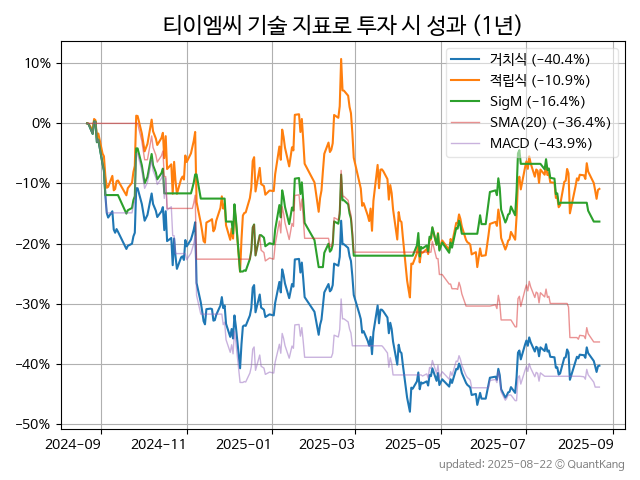 티이엠씨 기술 지표로 투자 시 성과 (1년)
거치식 (−40.4%)
적립식 (−10.9%)
SigM (−16.4%)
SMA(20) (−36.4%)
MACD (−43.9%)
10%
0%
−10%
−20%
−30%
−40%
−50%
2024-09
2024-11
2025-01
2025-03
2025-05
2025-07
2025-09
updated: 2025-08-22 © QuantKang